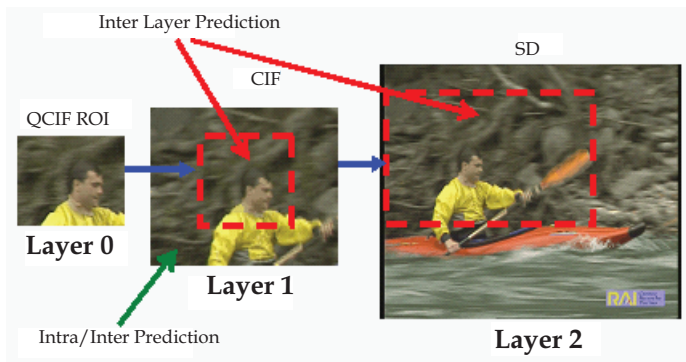 Inter Layer Prediction
SD
CIF
QCIF ROI
Layer 0
Layer 1
Intra/Inter Prediction
RAI
Layer 2